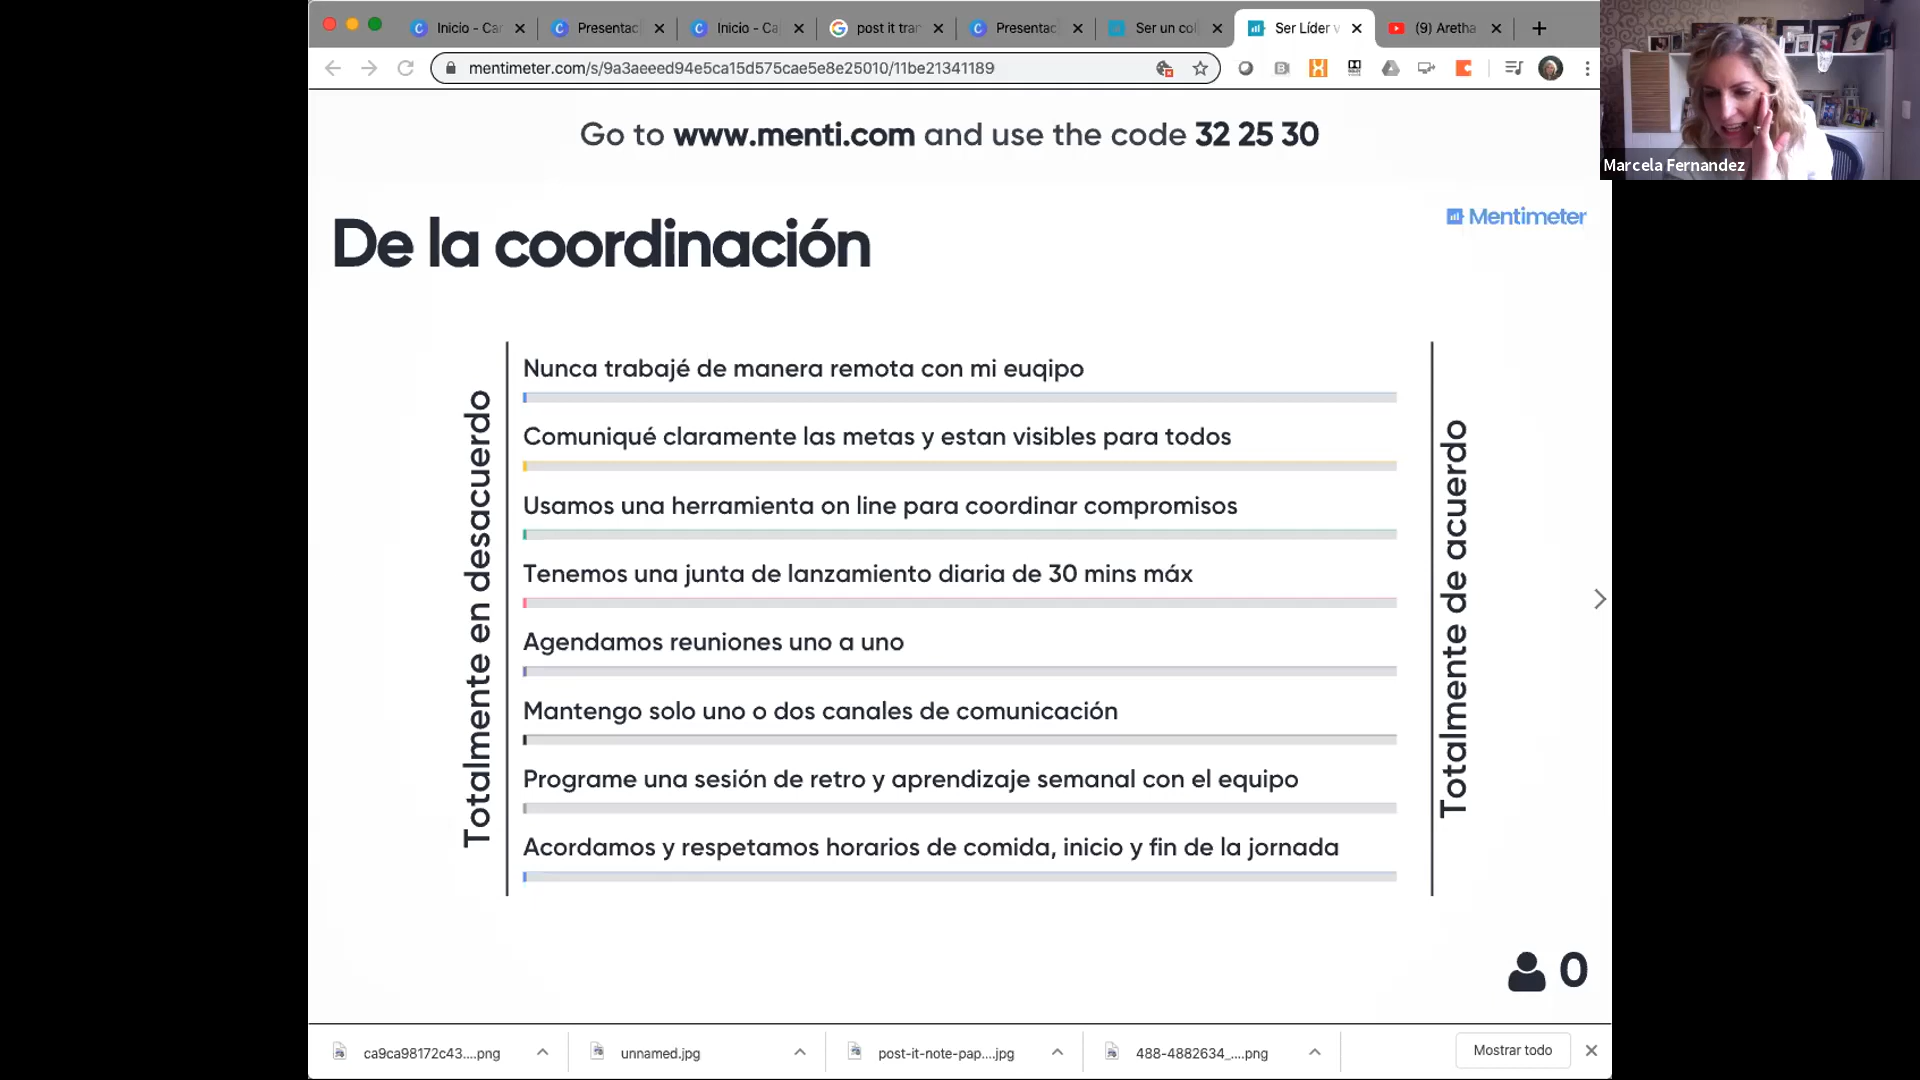 Inicio - Ca
Presentac
Inicio - Ca
post it tran
Presentac
Ser un col
Ser Líder v
(9) Aretha
mentimeter.com/s/9a3aeeed94e5ca15d575cae5e8e25010/11be21341189
Marcela Fernandez
Go to www.menti.com and use the code 32 25 30
Mentimeter
De la coordinación
Totalmente en desacuerdo
Nunca trabajé de manera remota con mi euqipo
Comuniqué claramente las metas y estan visibles para todos
Usamos una herramienta on line para coordinar compromisos
Tenemos una junta de lanzamiento diaria de 30 mins máx
Agendamos reuniones uno a uno
Mantengo solo uno o dos canales de comunicación
Programe una sesión de retro y aprendizaje semanal con el equipo
Acordamos y respetamos horarios de comida, inicio y fin de la jornada
Totalmente de acuerdo
0
ca9ca98172c43....png
unnamed.jpg
post-it-note-pap....jpg
488-4882634_....png
Mostrar todo